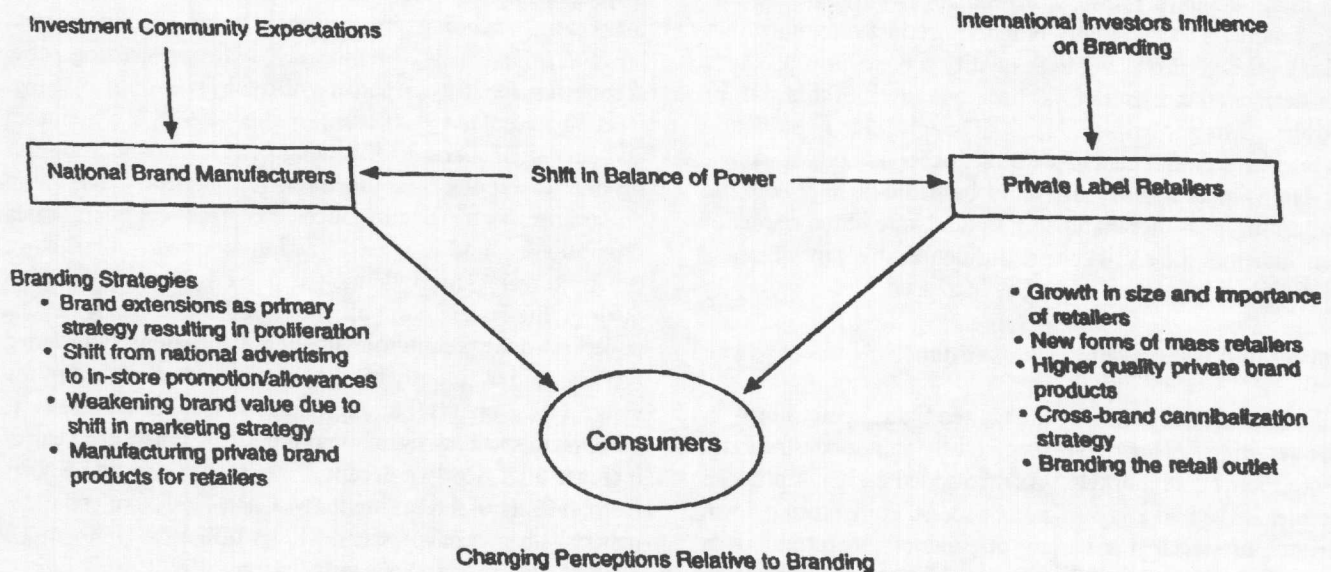 Investment Community Expectations
International Investors Influence
on Branding
National Brand Manufacturers
Shift in Balance of Power
Private Label Retailers
Branding Strategies
• Brand extensions as primary
strategy resulting in proliferation
• Shift from national advertising
to in-store promotion/allowances
• Weakening brand value due to
shift in marketing strategy
• Manufacturing private brand
products for retailers
• Growth in size and importance
of retailers
• New forms of mass retailers
• Higher quality private brand
products
• Cross-brand cannibalization
strategy
• Branding the retail outlet
Consumers
Changing Perceptions Relative to Branding